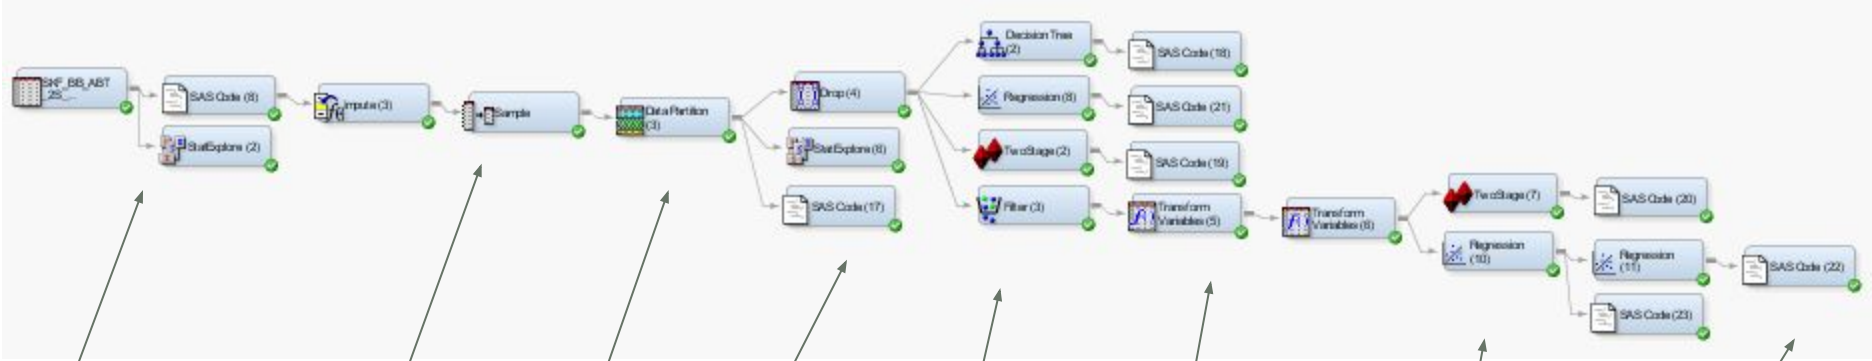 SKF_BB_ABT
_2S_...
SAS Code (8)
StatExplore (2)
Impute (3)
Sample
Data Partition
(3)
Drop (4)
StatExplore (6)
SAS Code (17)
Decision Tree
(2)
Regression (8)
TwoStage (2)
Filter (3)
SAS Code (18)
SAS Code (21)
SAS Code (19)
Transform
Variables (5)
Transform
Variables (6)
TwoStage (7)
Regression
(10)
SAS Code (20)
Regression
(11)
SAS Code (23)
SAS Code (22)